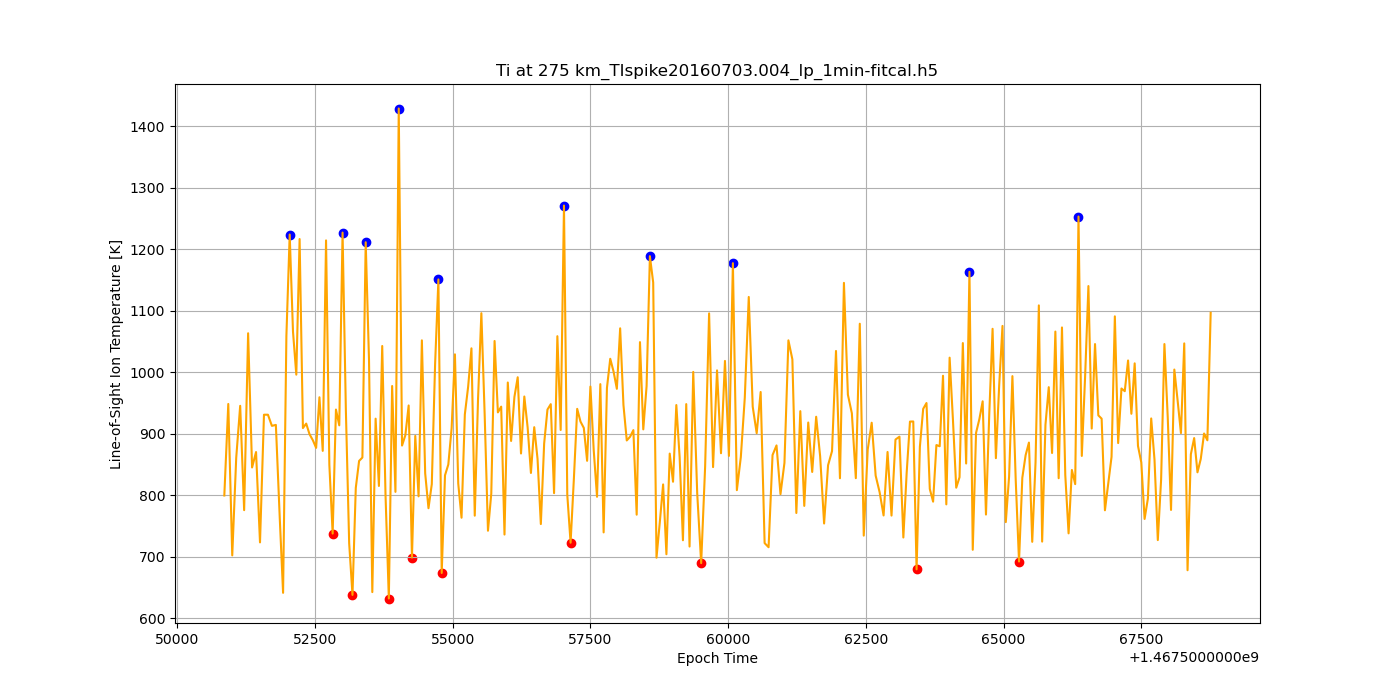 Ti at 275 km_TIspike20160703.004_lp_1min-fitcal.h5
Line-of-Sight Ion Temperature [K]
1400
1300
1200
1100
1000
900
800
700
600
50000 52500 55000 57500 60000 62500 65000 67500
Epoch Time
+1.4675000000e9